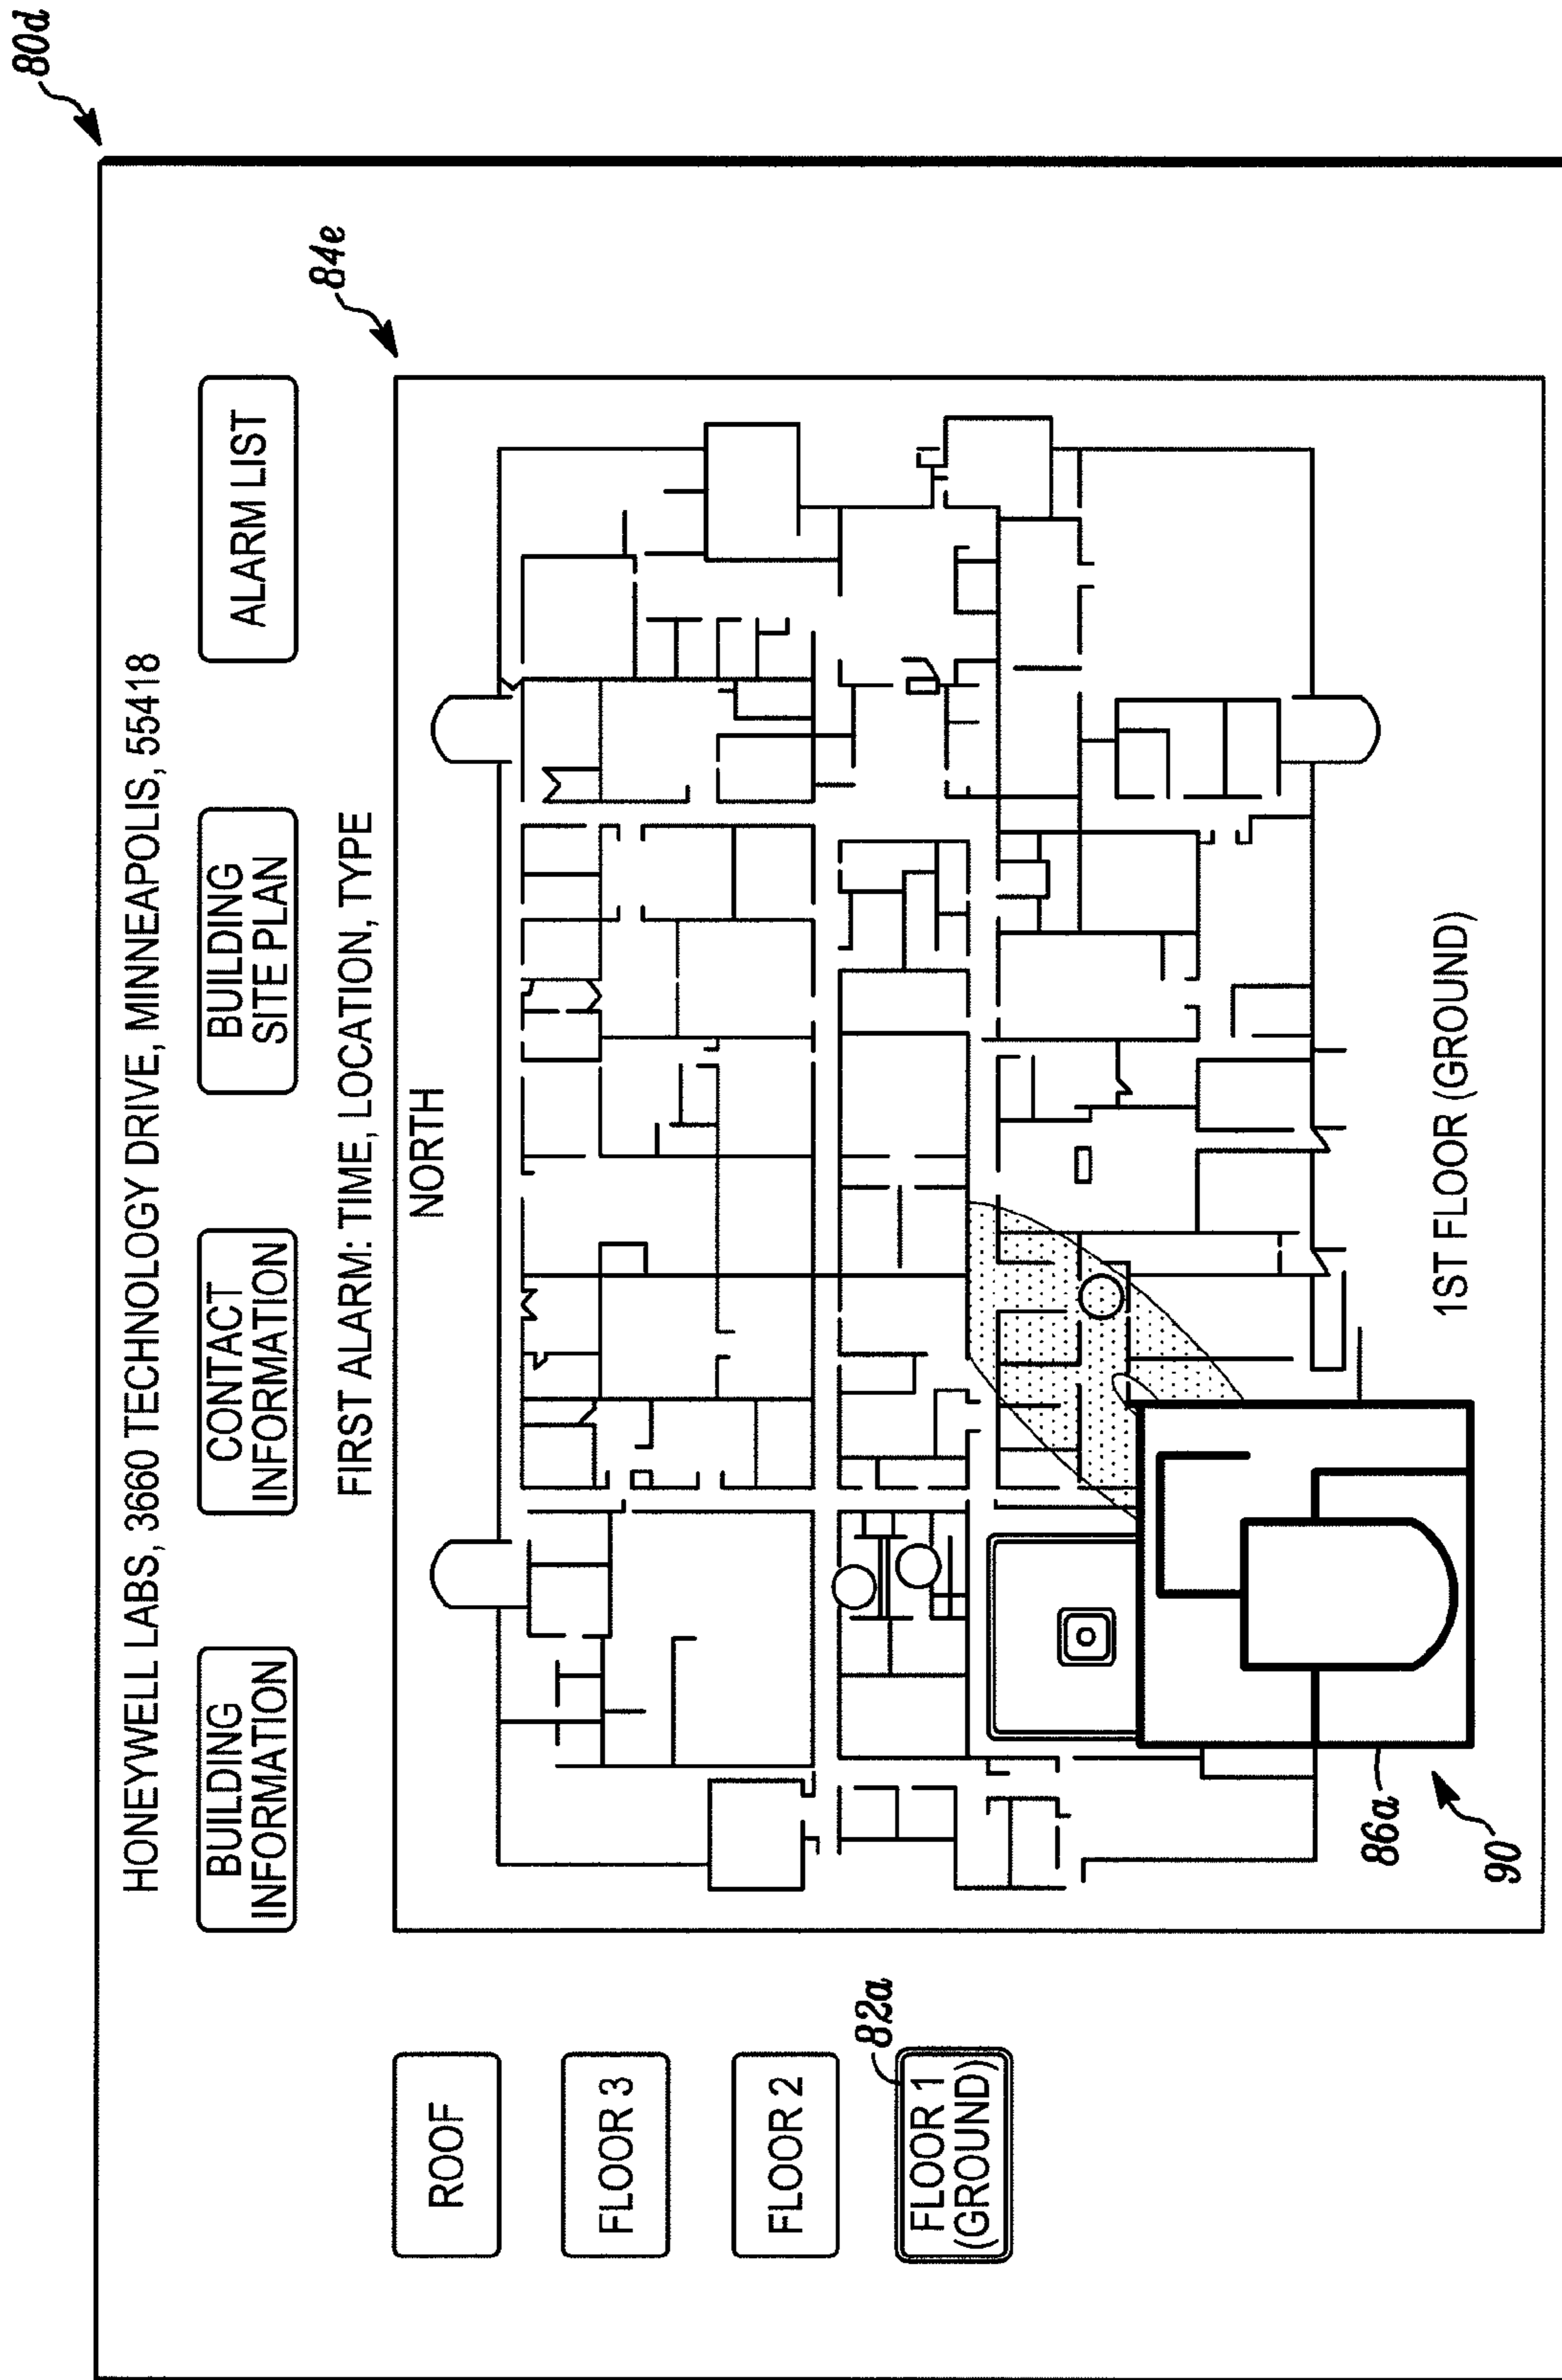 80d
HONEYWELL LABS, 3660 TECHNOLOGY DRIVE, MINNEAPOLIS, 55418
BUILDING
INFORMATION
CONTACT
INFORMATION
BUILDING
SITE PLAN
ALARM LIST
FIRST ALARM: TIME, LOCATION, TYPE
84e
NORTH
ROOF
FLOOR 3
FLOOR 2
82a
FLOOR 1
(GROUND)
86a
90
1ST FLOOR (GROUND)